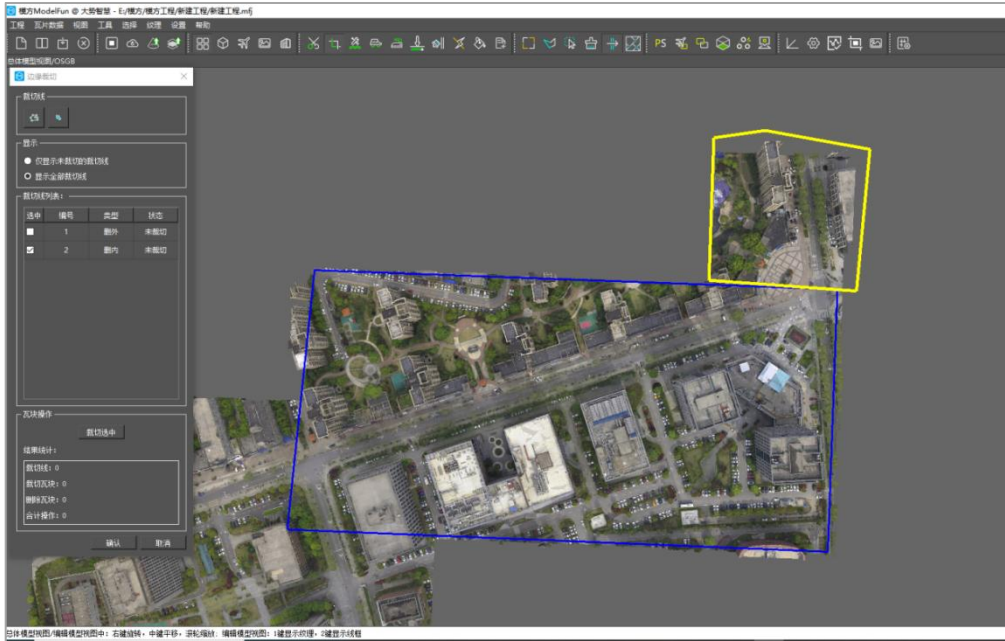 模方ModelFun @ 大势智慧 - E:/模方/模方工程/新建工程/新建工程.mfj
工程 瓦片数据 视图 工具 选择 纹理 设置 帮助
PS
总体模型视图/OSGB
边缘裁切
裁切线
显示
仅显示未裁切的裁切线
显示全部裁切线
裁切线列表：
选中 编号 类型 状态
1 删外 未裁切
2 删内 未裁切
瓦块操作
裁切选中
结果统计：
裁切线：0
裁切瓦块：0
删除瓦块：0
合计操作：0
确认 取消
总体模型视图/编辑模型视图中：右键旋转，中键平移，滚轮缩放；编辑模型视图：1键显示纹理，2键显示线框